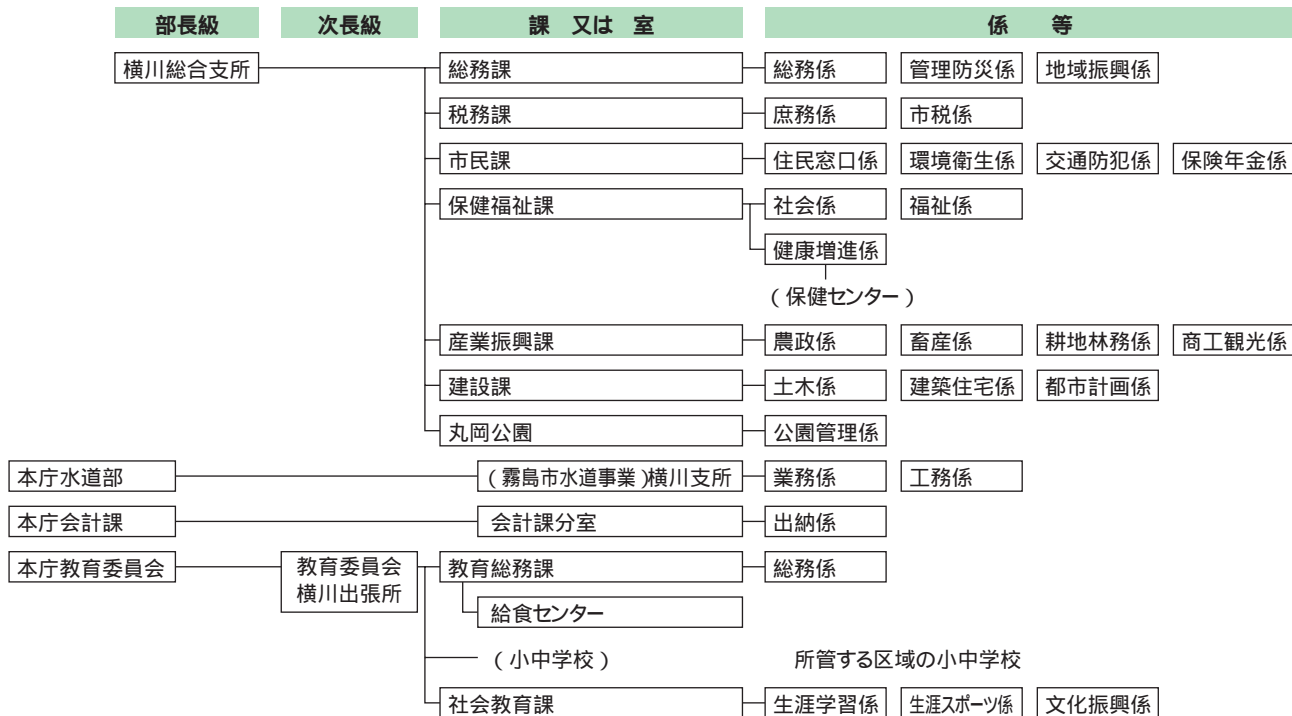 部長級 次長級 課 又は 室 係 等
横川総合支所 総務課 総務係 管理防災係 地域振興係
税務課 庶務係 市税係
市民課 住民窓口係 環境衛生係 交通防犯係 保険年金係
保健福祉課 社会係 福祉係
健康増進係
(保健センター)
産業振興課 農政係 畜産係 耕地林務係 商工観光係
建設課 土木係 建築住宅係 都市計画係
丸岡公園 公園管理係
本庁水道部 (霧島市水道事業)横川支所 業務係 工務係
本庁会計課 会計課分室 出納係
本庁教育委員会 教育委員会 教育総務課 総務係
横川出張所
給食センター
(小中学校) 所管する区域の小中学校
社会教育課 生涯学習係 生涯スポーツ係 文化振興係